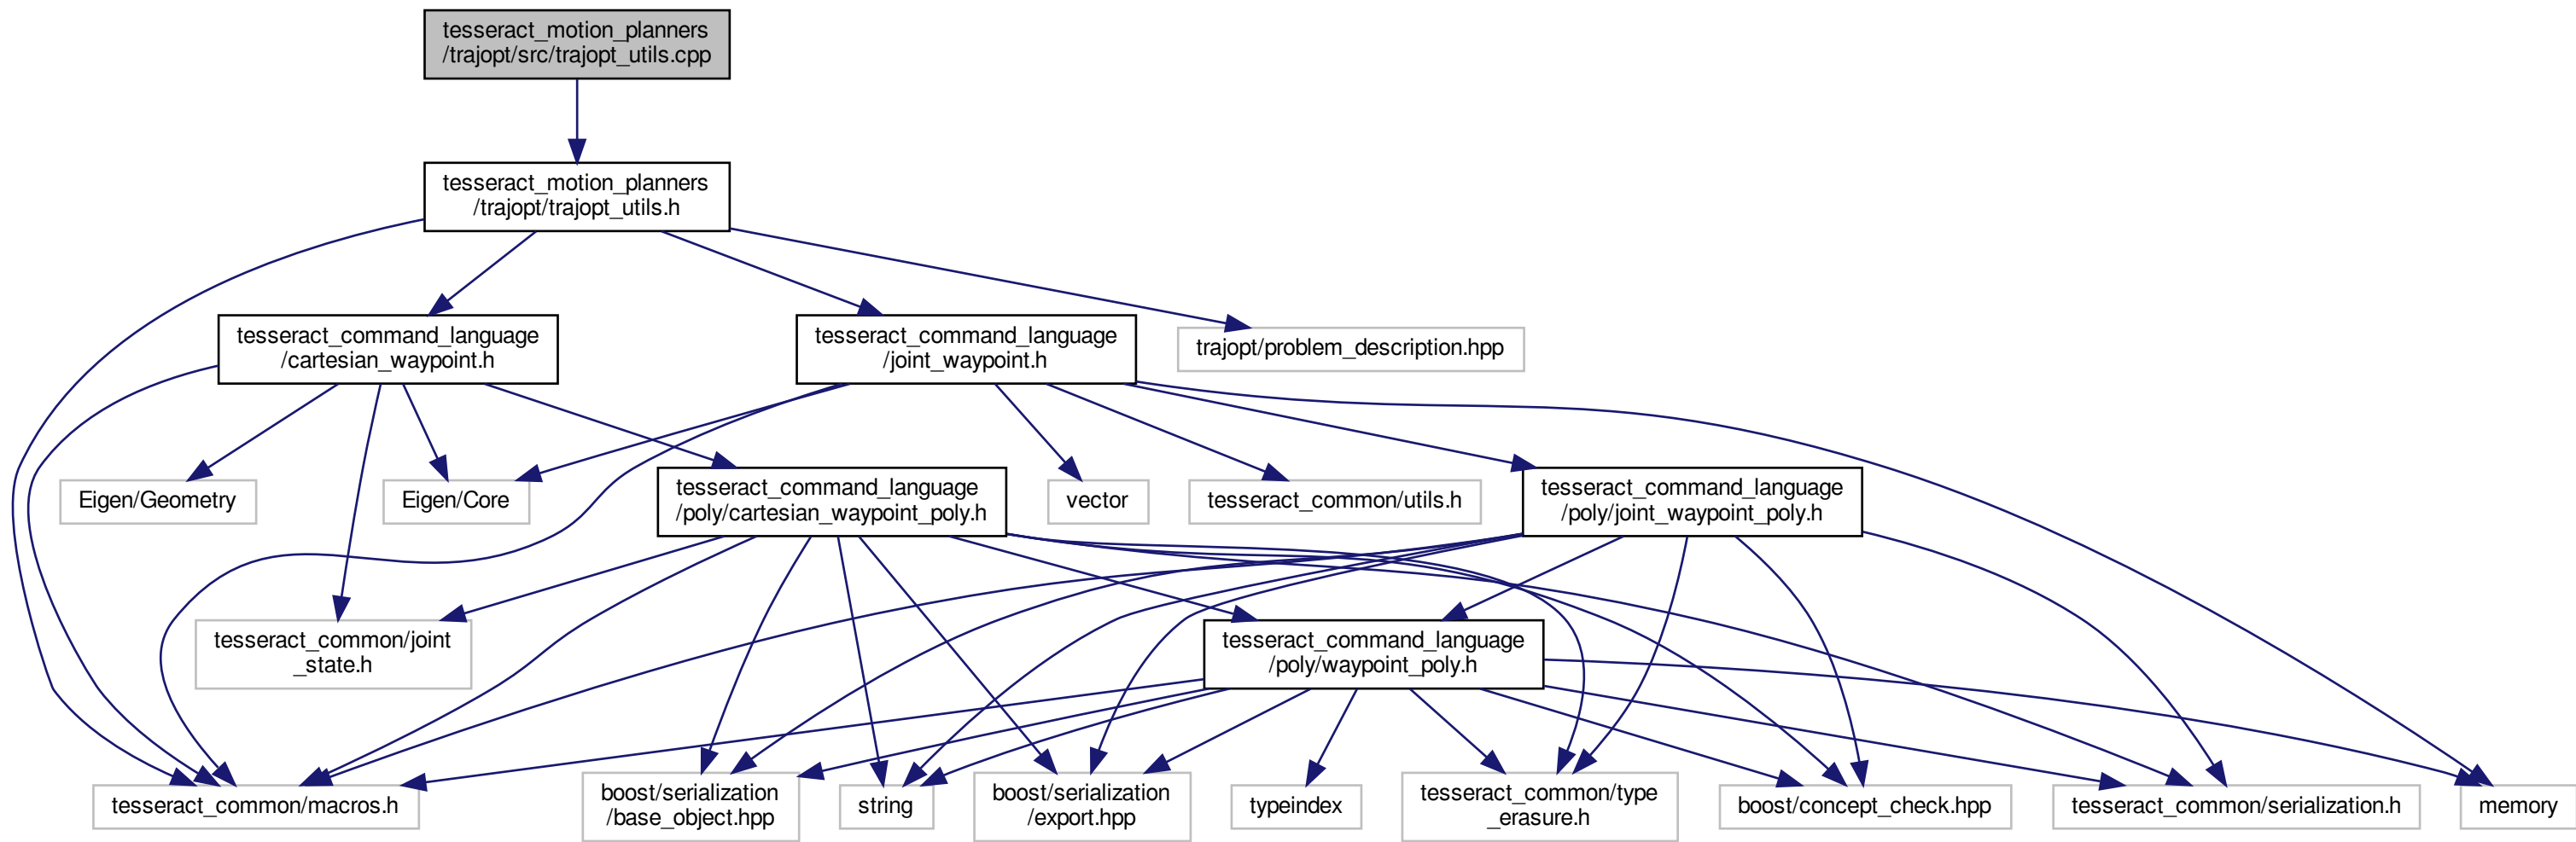 tesseract_motion_planners
/trajopt/src/trajopt_utils.cpp
tesseract_motion_planners
/trajopt/trajopt_utils.h
tesseract_command_language
/cartesian_waypoint.h
tesseract_command_language
/joint_waypoint.h
trajopt/problem_description.hpp
Eigen/Geometry
Eigen/Core
tesseract_command_language
/poly/cartesian_waypoint_poly.h
vector
tesseract_common/utils.h
tesseract_command_language
/poly/joint_waypoint_poly.h
tesseract_common/joint
_state.h
tesseract_command_language
/poly/waypoint_poly.h
tesseract_common/macros.h
boost/serialization
/base_object.hpp
string
boost/serialization
/export.hpp
typeindex
tesseract_common/type
_erasure.h
boost/concept_check.hpp
tesseract_common/serialization.h
memory